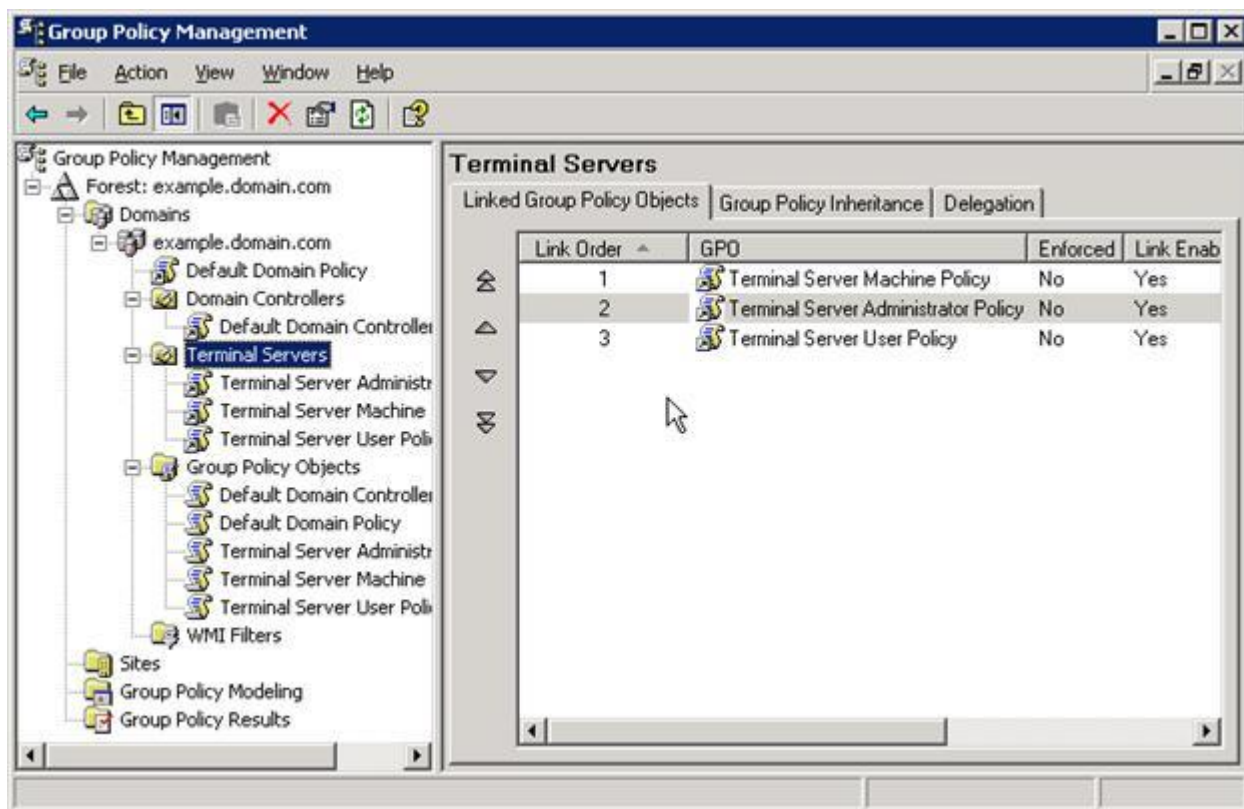 Group Policy Management
File Action View Window Help
Group Policy Management
Forest: example.domain.com
Domains
example.domain.com
Default Domain Policy
Domain Controllers
Default Domain Controller
Terminal Servers
Terminal Server Administr
Terminal Server Machine
Terminal Server User Poli
Group Policy Objects
Default Domain Controller
Default Domain Policy
Terminal Server Administr
Terminal Server Machine
Terminal Server User Poli
WMI Filters
Sites
Group Policy Modeling
Group Policy Results
Terminal Servers
Linked Group Policy Objects Group Policy Inheritance Delegation
Link Order GPO Enforced Link Enab
1 Terminal Server Machine Policy No Yes
2 Terminal Server Administrator Policy No Yes
3 Terminal Server User Policy No Yes